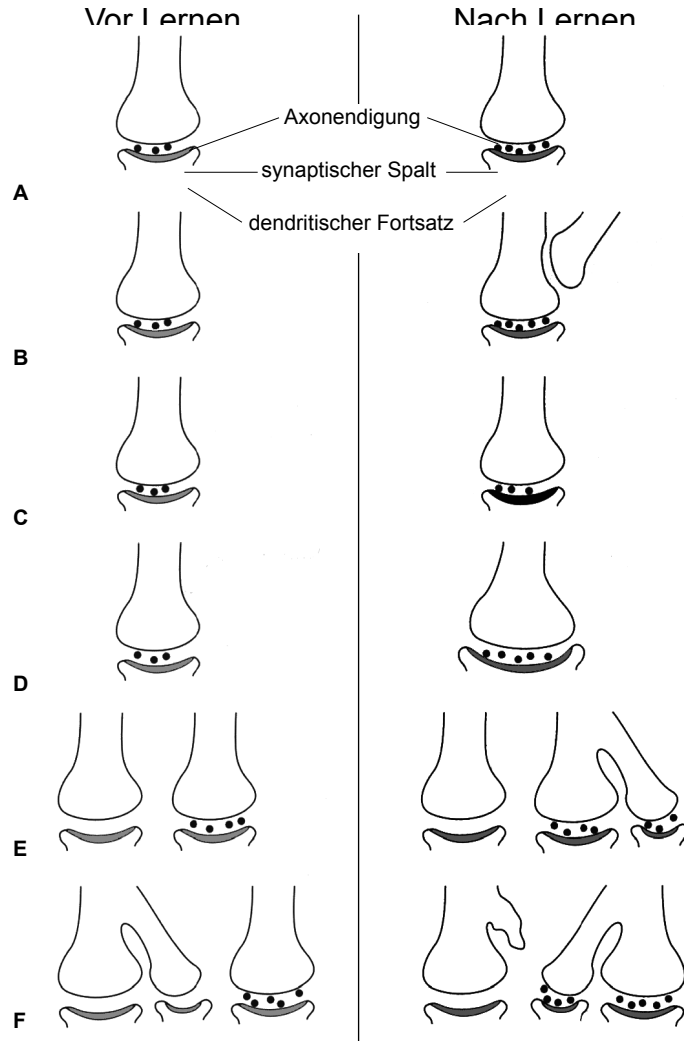 Vor Lernen
Nach Lernen
Axonendigung
synaptischer Spalt
A
dendritischer Fortsatz
B
C
D
E
F